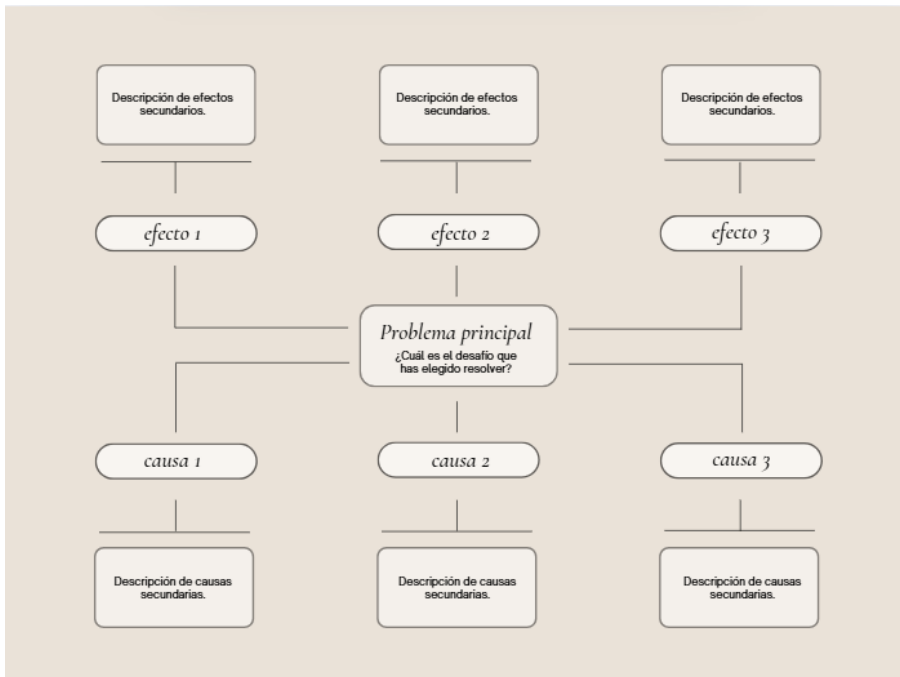 Descripción de efectos
secundarios.
Descripción de efectos
secundarios.
Descripción de efectos
secundarios.
efecto 1
efecto 2
efecto 3
Problema principal
¿Cuál es el desafío que
has elegido resolver?
causa 1
causa 2
causa 3
Descripción de causas
secundarias.
Descripción de causas
secundarias.
Descripción de causas
secundarias.